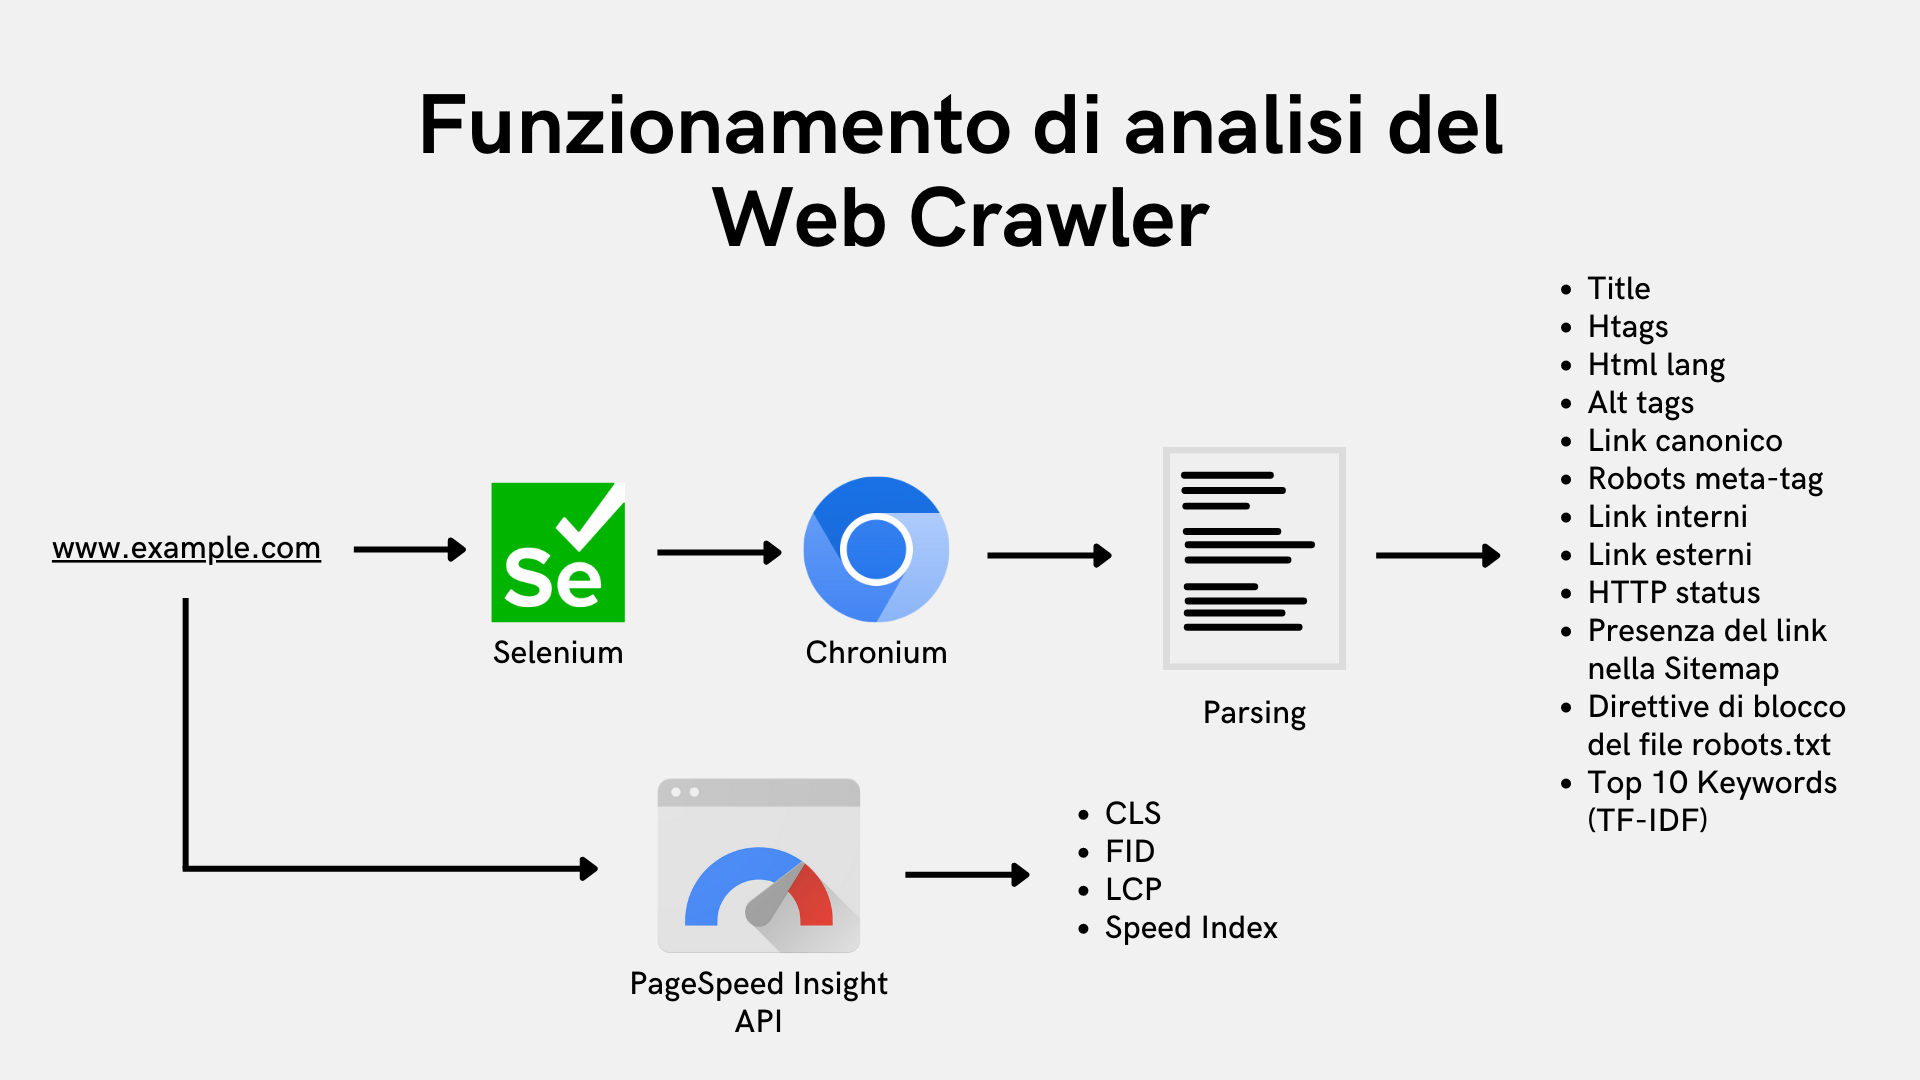 Funzionamento di analisi del
Web Crawler
www.example.com
Se
Selenium
Chronium
Parsing
• Title
• Htags
• Html lang
• Alt tags
• Link canonico
• Robots meta-tag
• Link interni
• Link esterni
• HTTP status
• Presenza del link
nella Sitemap
• Direttive di blocco
del file robots.txt
• Top 10 Keywords
(TF-IDF)
PageSpeed Insight
API
• CLS
• FID
• LCP
• Speed Index